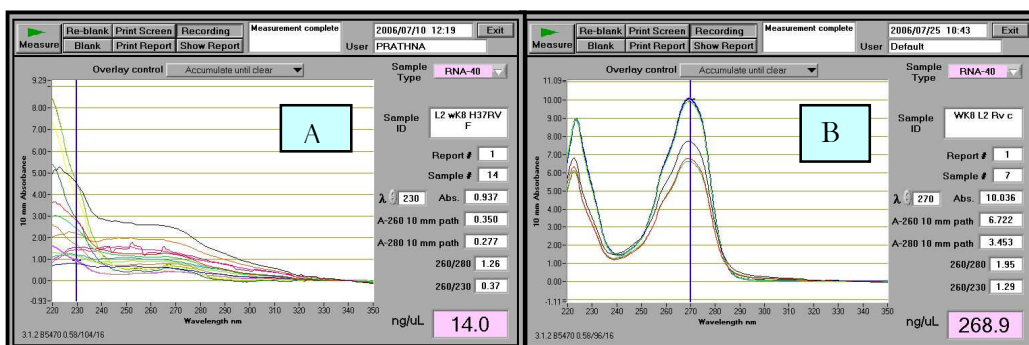 Measure Re-blank Print Screen Recording Measurement complete 2006/07/10 12:19 Exit
Blank Print Report Show Report User PRATHNA
Overlay control Accumulate until clear Sample Type RNA-40
A
Sample ID L2 wK8 H37RV F
Report # 1
Sample # 14
λ 230 Abs. 0.937
A-260 10 mm path 0.350
A-280 10 mm path 0.277
260/280 1.26
260/230 0.37
ng/uL 14.0
10 mm Absorbance
9.29
8.00
7.00
6.00
5.00
4.00
3.00
2.00
1.00
0.00
-0.93
220 230 240 250 260 270 280 290 300 310 320 330 340 350
Wavelength nm
3.1.2 B5470 0.58/104/16
Measure Re-blank Print Screen Recording Measurement complete 2006/07/25 10:43 Exit
Blank Print Report Show Report User Default
Overlay control Accumulate until clear Sample Type RNA-40
B
Sample ID WK8 L2 Rv c
Report # 1
Sample # 7
λ 270 Abs. 10.036
A-260 10 mm path 6.722
A-280 10 mm path 3.453
260/280 1.95
260/230 1.29
ng/uL 268.9
10 mm Absorbance
11.09
10.00
9.00
8.00
7.00
6.00
5.00
4.00
3.00
2.00
1.00
0.00
-1.11
220 230 240 250 260 270 280 290 300 310 320 330 340 350
Wavelength nm
3.1.2 B5470 0.58/96/16